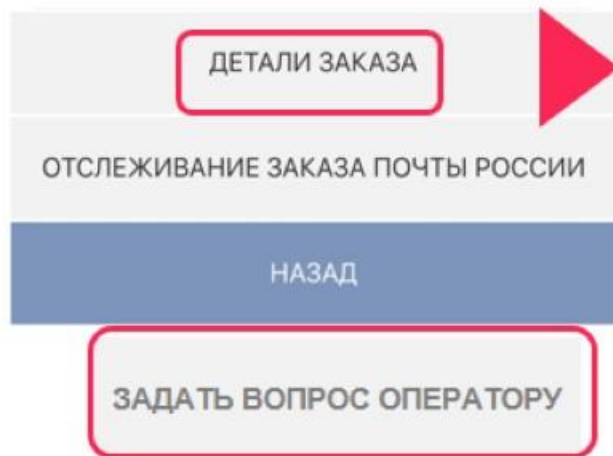 ДЕТАЛИ ЗАКАЗА
ОТСЛЕЖИВАНИЕ ЗАКАЗА ПОЧТЫ РОССИИ
НАЗАД
ЗАДАТЬ ВОПРОС ОПЕРАТОРУ